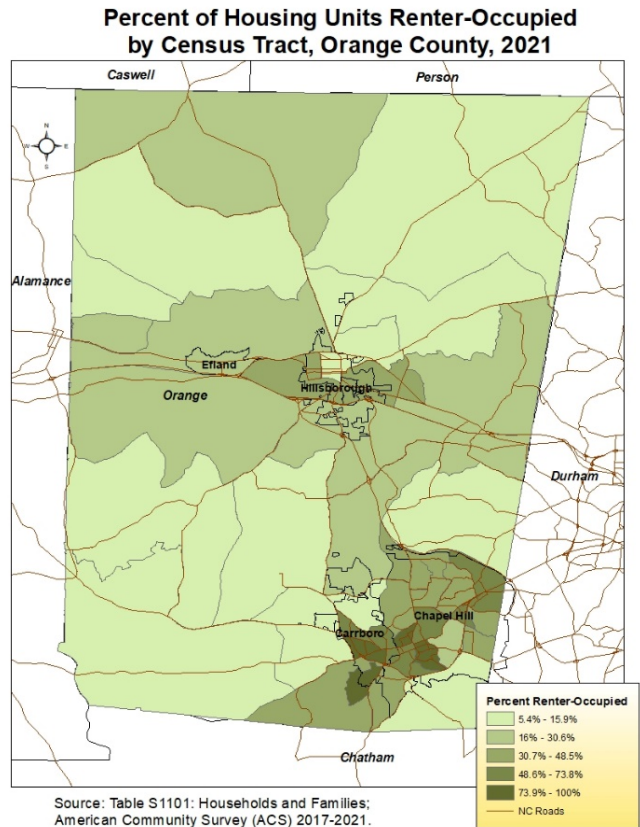 Percent of Housing Units Renter-Occupied
by Census Tract, Orange County, 2021
Caswell
Person
N
W
E
S
Alamance
Efland
Hillsborough
Orange
Durham
Chapel Hill
Carrboro
Chatham
Percent Renter-Occupied
5.4% - 15.9%
16% - 30.6%
30.7% - 48.5%
48.6% - 73.8%
73.9% - 100%
NC Roads
Source: Table S1101: Households and Families;
American Community Survey (ACS) 2017-2021.